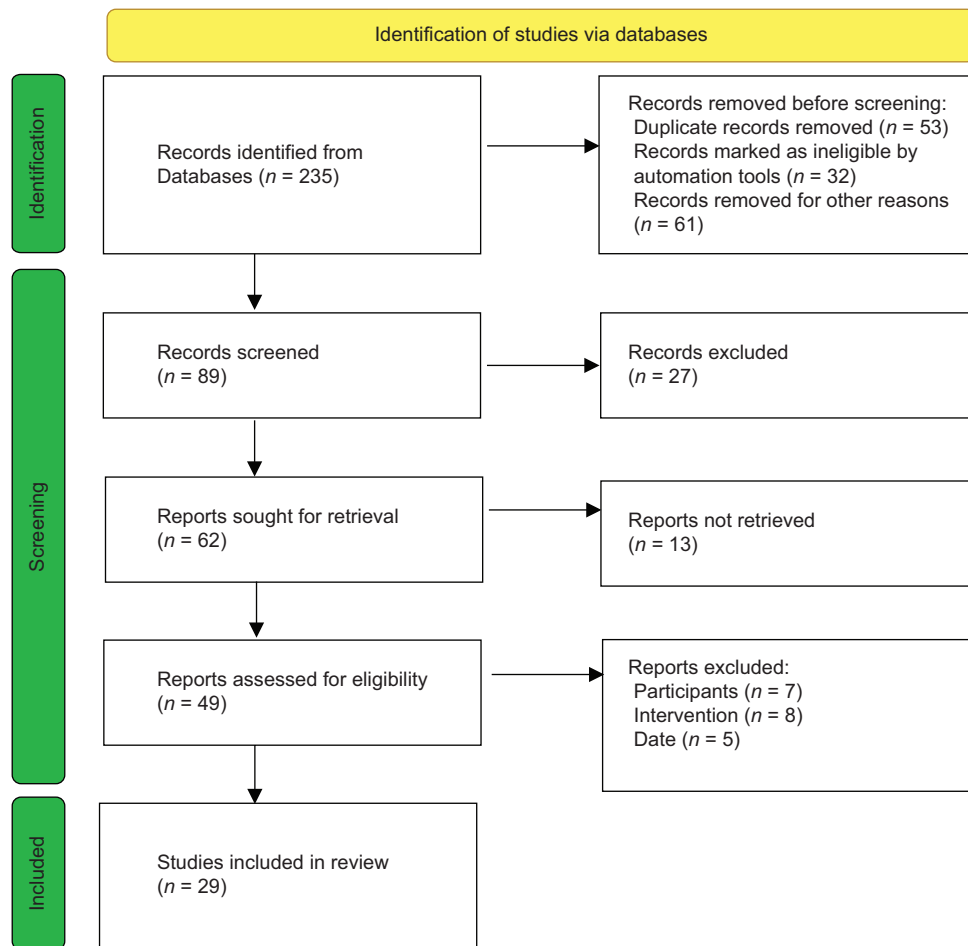 Identification of studies via databases
Identification
Records identified from
Databases (n = 235)
Records removed before screening:
Duplicate records removed (n = 53)
Records marked as ineligible by
automation tools (n = 32)
Records removed for other reasons
(n = 61)
Screening
Records screened
(n = 89)
Records excluded
(n = 27)
Reports sought for retrieval
(n = 62)
Reports not retrieved
(n = 13)
Reports assessed for eligibility
(n = 49)
Reports excluded:
Participants (n = 7)
Intervention (n = 8)
Date (n = 5)
Included
Studies included in review
(n = 29)